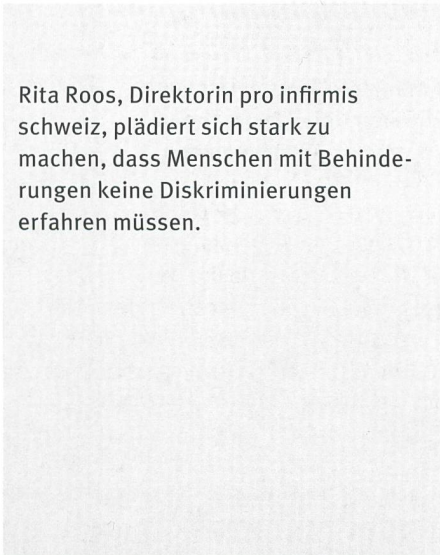 Rita Roos, Direktorin pro infirmis
schweiz, plädiert sich stark zu
machen, dass Menschen mit Behinde-
rungen keine Diskriminierungen
erfahren müssen.